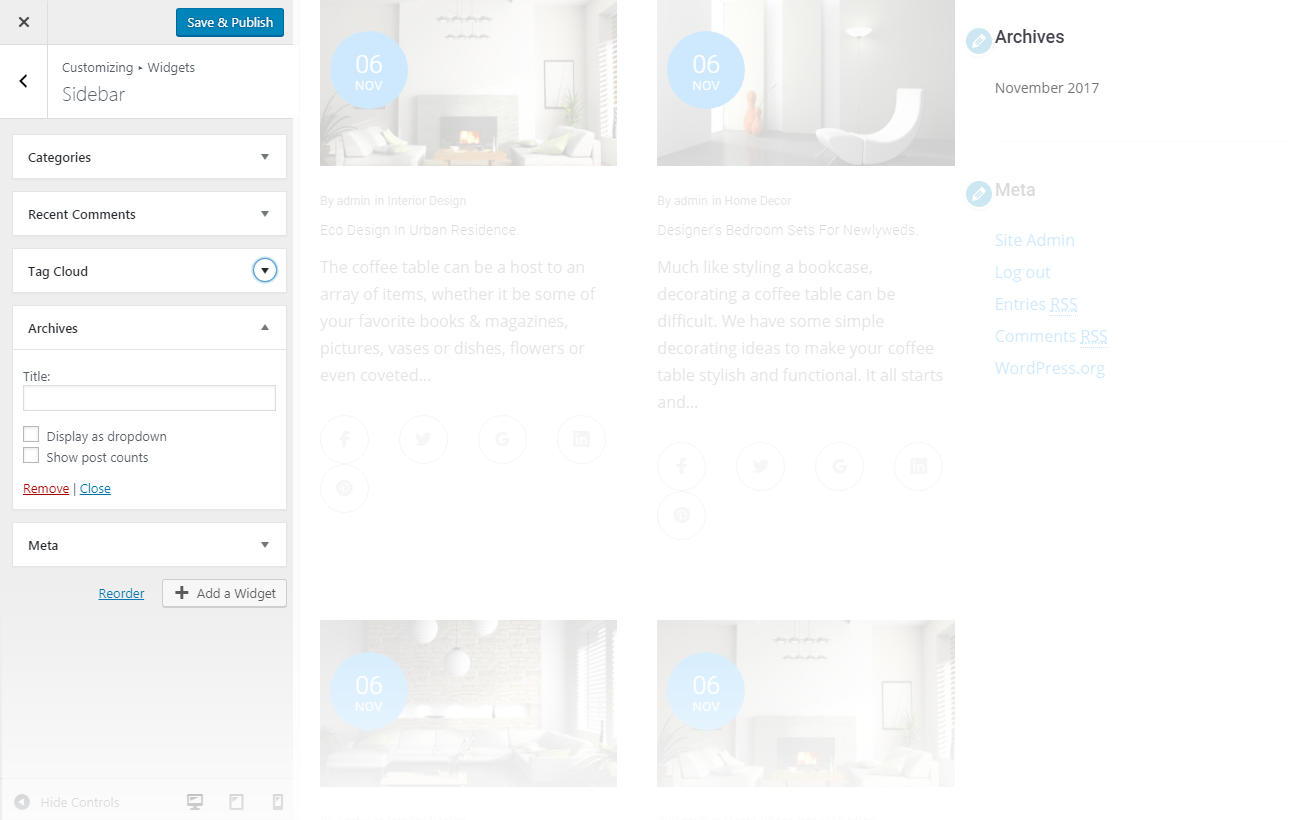 Save & Publish
Customizing ▸ Widgets
Sidebar
Categories
Recent Comments
Tag Cloud
Archives
Title:
Display as dropdown
Show post counts
Remove | Close
Meta
Reorder
Add a Widget
Hide Controls
06
NOV
By admin in Interior Design
Eco Design In Urban Residence.
The coffee table can be a host to an
array of items, whether it be some of
your favorite books & magazines,
pictures, vases or dishes, flowers or
even coveted...
06
NOV
By admin in Home Decor
Designer's Bedroom Sets For Newlyweds.
Much like styling a bookcase,
decorating a coffee table can be
difficult. We have some simple
decorating ideas to make your coffee
table stylish and functional. It all starts
and...
06
NOV
06
NOV
Archives
November 2017
Meta
Site Admin
Log out
Entries RSS
Comments RSS
WordPress.org